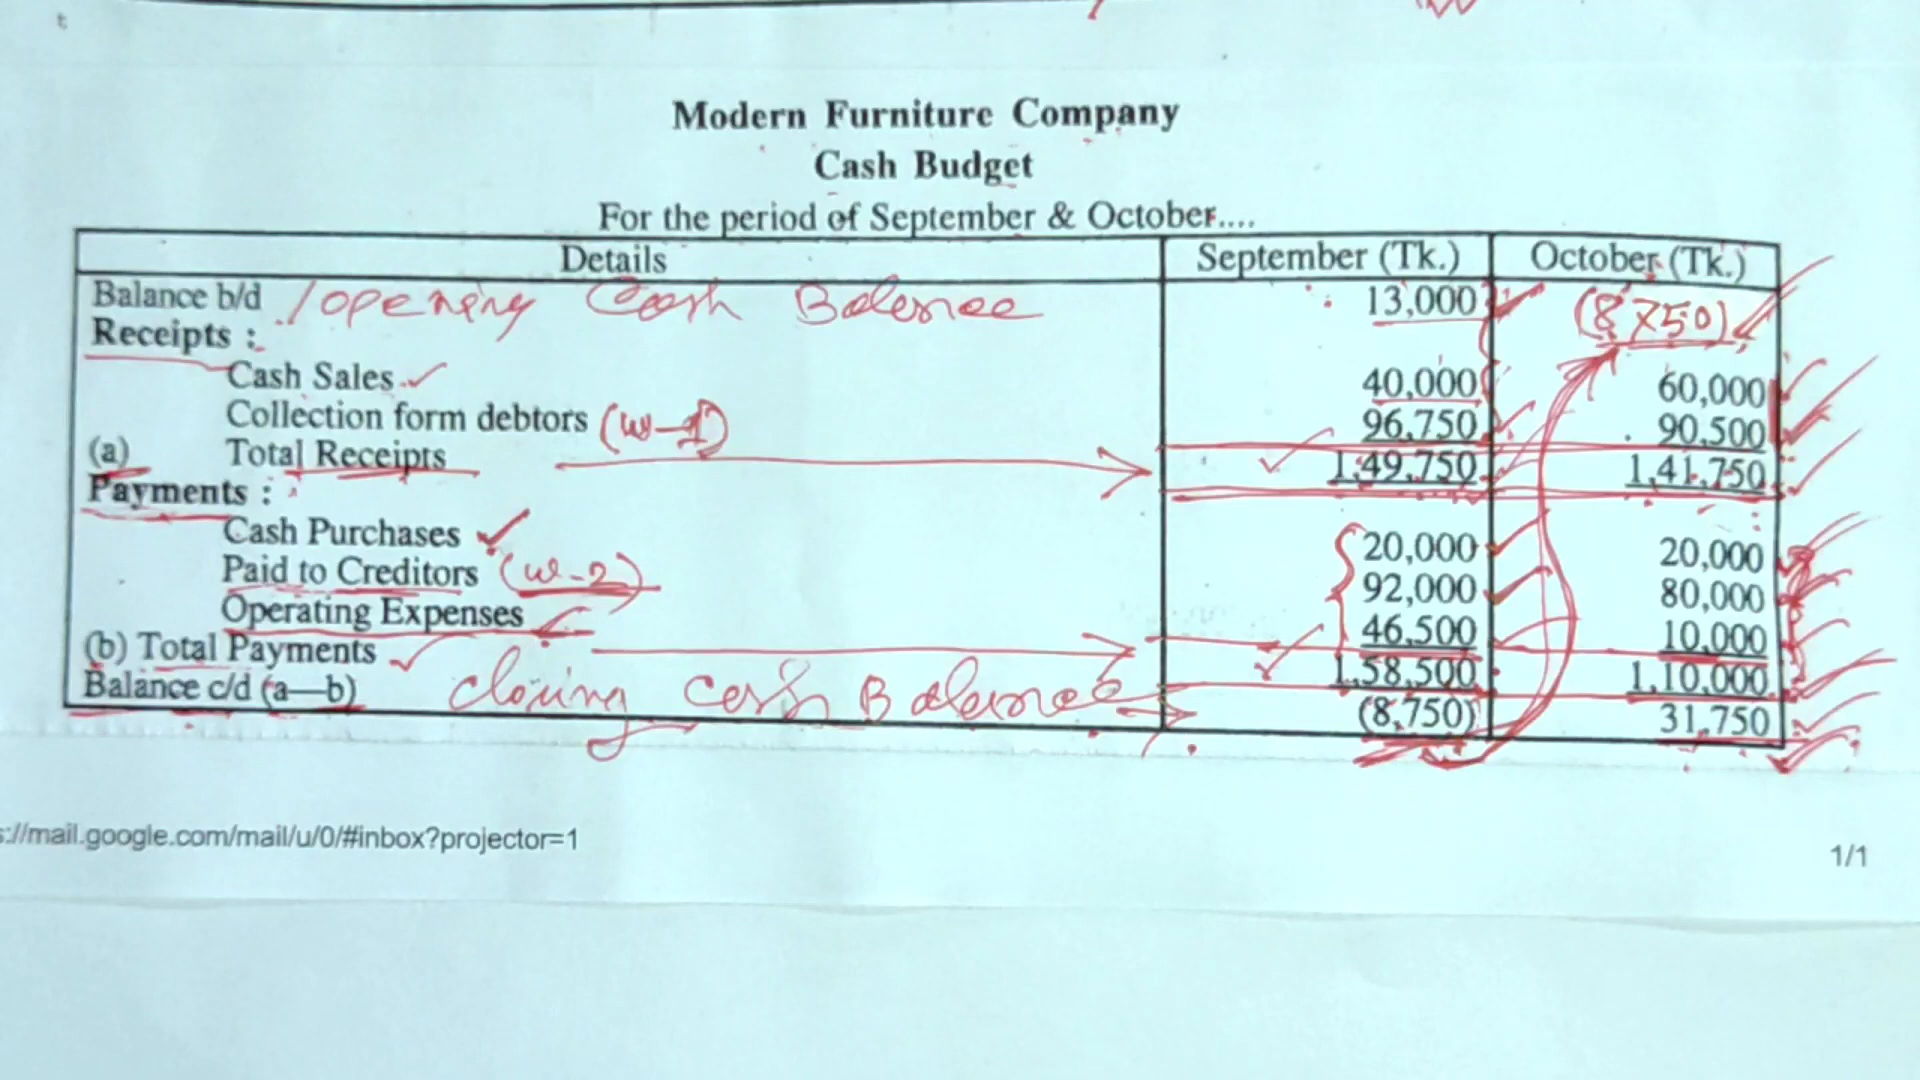 t
Modern Furniture Company
Cash Budget
For the period of September & October....
Details September (Tk.) October (Tk.)
Balance b/d /opening Cash Balance 13,000 (8750)
Receipts :
Cash Sales 40,000 60,000
Collection form debtors (w-1) 96,750 90,500
(a) Total Receipts 1,49,750 1,41,750
Payments :
Cash Purchases 20,000 20,000
Paid to Creditors (w-2) 92,000 80,000
Operating Expenses 46,500 10,000
(b) Total Payments 1,58,500 1,10,000
Balance c/d (a—b) closing cash Balance (8,750) 31,750
s://mail.google.com/mail/u/0/#inbox?projector=1 1/1